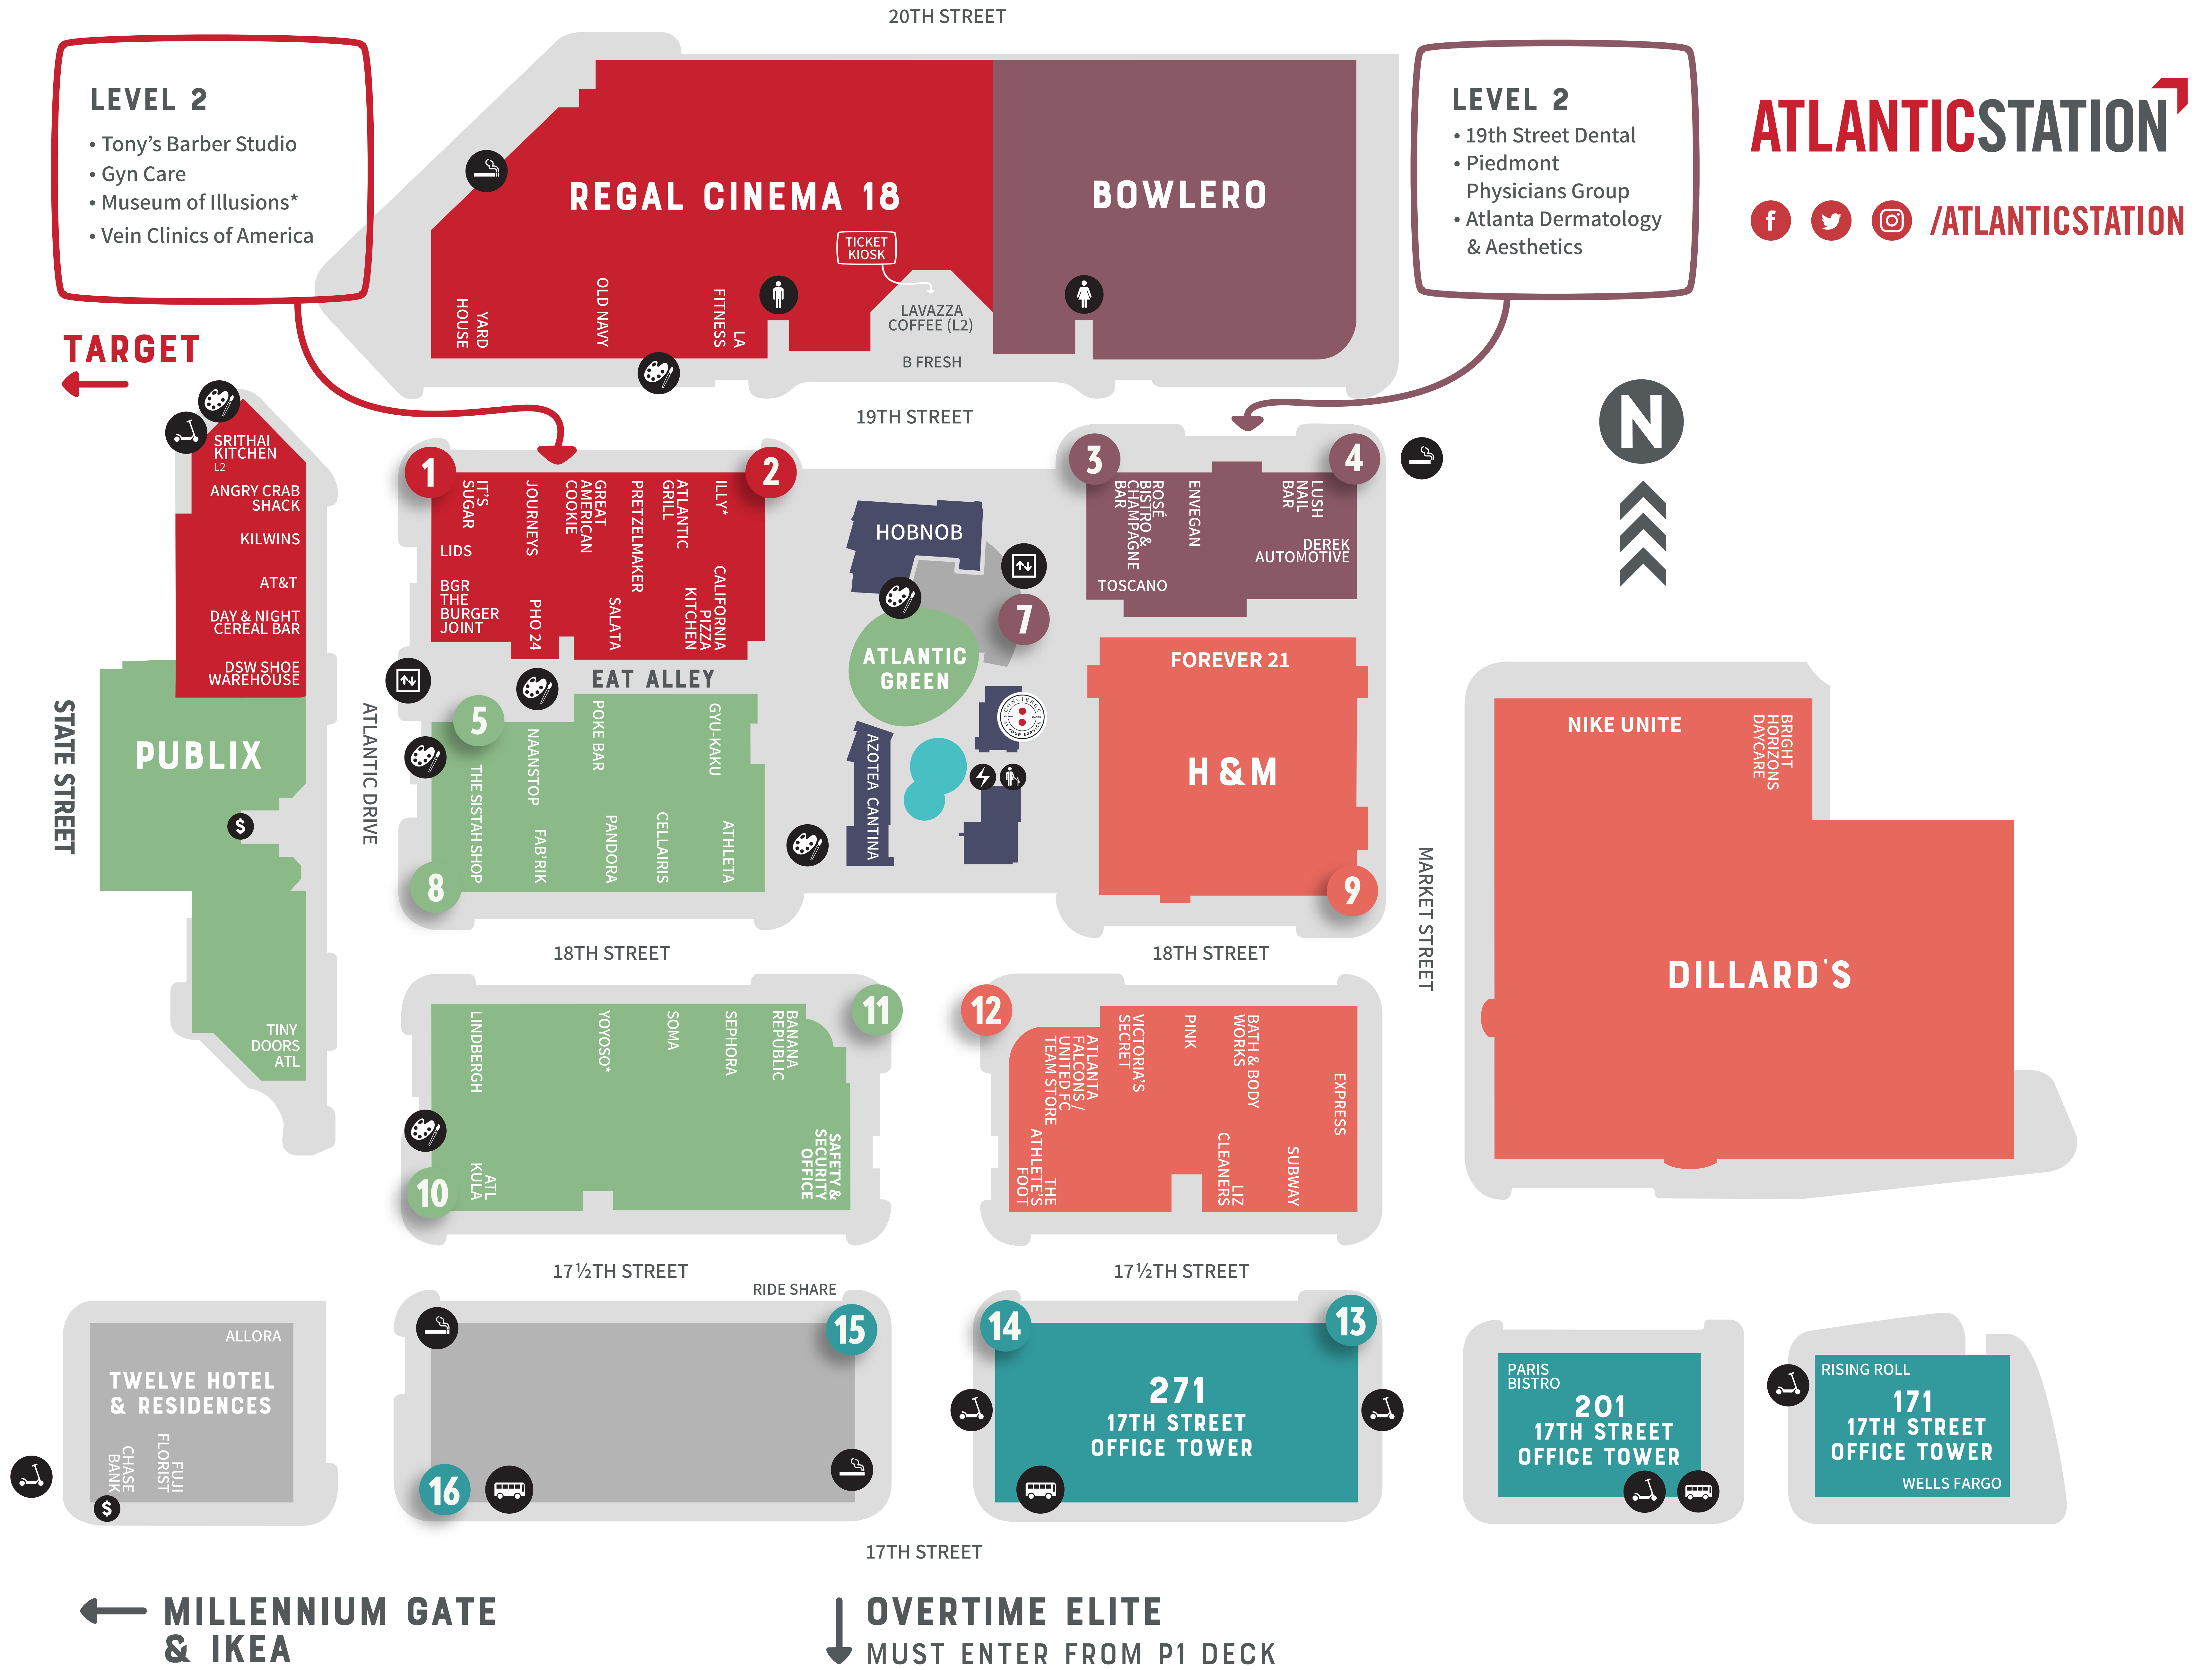 20TH STREET
LEVEL 2
• Tony’s Barber Studio
• Gyn Care
• Museum of Illusions*
• Vein Clinics of America
REGAL CINEMA 18
BOWLERO
TICKET
KIOSK
LAVAZZA
COFFEE (L2)
B FRESH
YARD
HOUSE
OLD NAVY
LA
FITNESS
LEVEL 2
• 19th Street Dental
• Piedmont
Physicians Group
• Atlanta Dermatology
& Aesthetics
ATLANTICSTATION
f
/ATLANTICSTATION
TARGET
19TH STREET
N
SRITHAI
KITCHEN
L2
ANGRY CRAB
SHACK
KILWINS
AT&T
DAY & NIGHT
CEREAL BAR
DSW SHOE
WAREHOUSE
PUBLIX
$
TINY
DOORS
ATL
STATE STREET
ATLANTIC DRIVE
1
2
IT'S
SUGAR
LIDS
BGR
THE
BURGER
JOINT
JOURNEYS
GREAT
AMERICAN
COOKIE
PRETZELMAKER
ATLANTIC
GRILL
ILLY*
PHO 24
SALATA
CALIFORNIA
PIZZA
KITCHEN
EAT ALLEY
HOBNOB
7
ATLANTIC
GREEN
CONCIERGE
AT YOUR SERVICE
AZOTEA CANTINA
3
4
ROSÉ
BISTRO &
CHAMPAGNE
BAR
ENVEGAN
LUSH
NAIL
BAR
DEREK
AUTOMOTIVE
TOSCANO
FOREVER 21
H & M
9
5
8
THE SISTAH SHOP
NAANSTOP
POKE BAR
GYU-KAKU
FAB'RIK
PANDORA
CELLAIRIS
ATHLETA
NIKE UNITE
BRIGHT
HORIZONS
DAYCARE
DILLARD'S
MARKET STREET
18TH STREET
18TH STREET
11
10
LINDBERGH
YOYOSO*
SOMA
SEPHORA
BANANA
REPUBLIC
ATL
KULA
SAFETY &
SECURITY
OFFICE
12
ATLANTA
FALCONS /
UNITED FC
TEAM STORE
VICTORIA'S
SECRET
PINK
BATH & BODY
WORKS
EXPRESS
THE
ATHLETE'S
FOOT
LIZ
CLEANERS
SUBWAY
17½TH STREET
17½TH STREET
RIDE SHARE
ALLORA
TWELVE HOTEL
& RESIDENCES
CHASE
BANK
FUJI
FLORIST
$
15
16
14
13
271
17TH STREET
OFFICE TOWER
PARIS
BISTRO
201
17TH STREET
OFFICE TOWER
RISING ROLL
171
17TH STREET
OFFICE TOWER
WELLS FARGO
17TH STREET
MILLENNIUM GATE
& IKEA
OVERTIME ELITE
MUST ENTER FROM P1 DECK